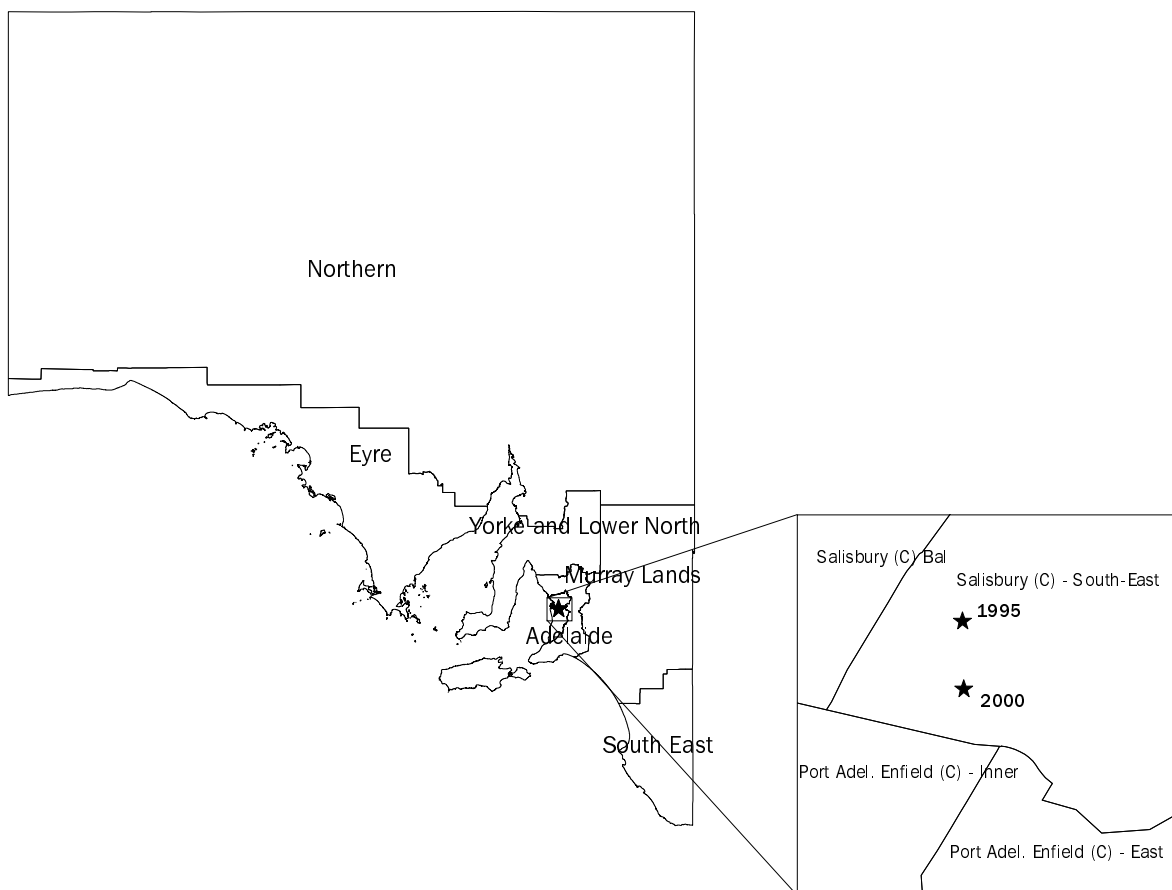 Northern
Eyre
Yorke and Lower North
Murray Lands
Adelaide
South East
Salisbury (C) Bal
Salisbury (C) - South-East
1995
2000
Port Adel. Enfield (C) - Inner
Port Adel. Enfield (C) - East